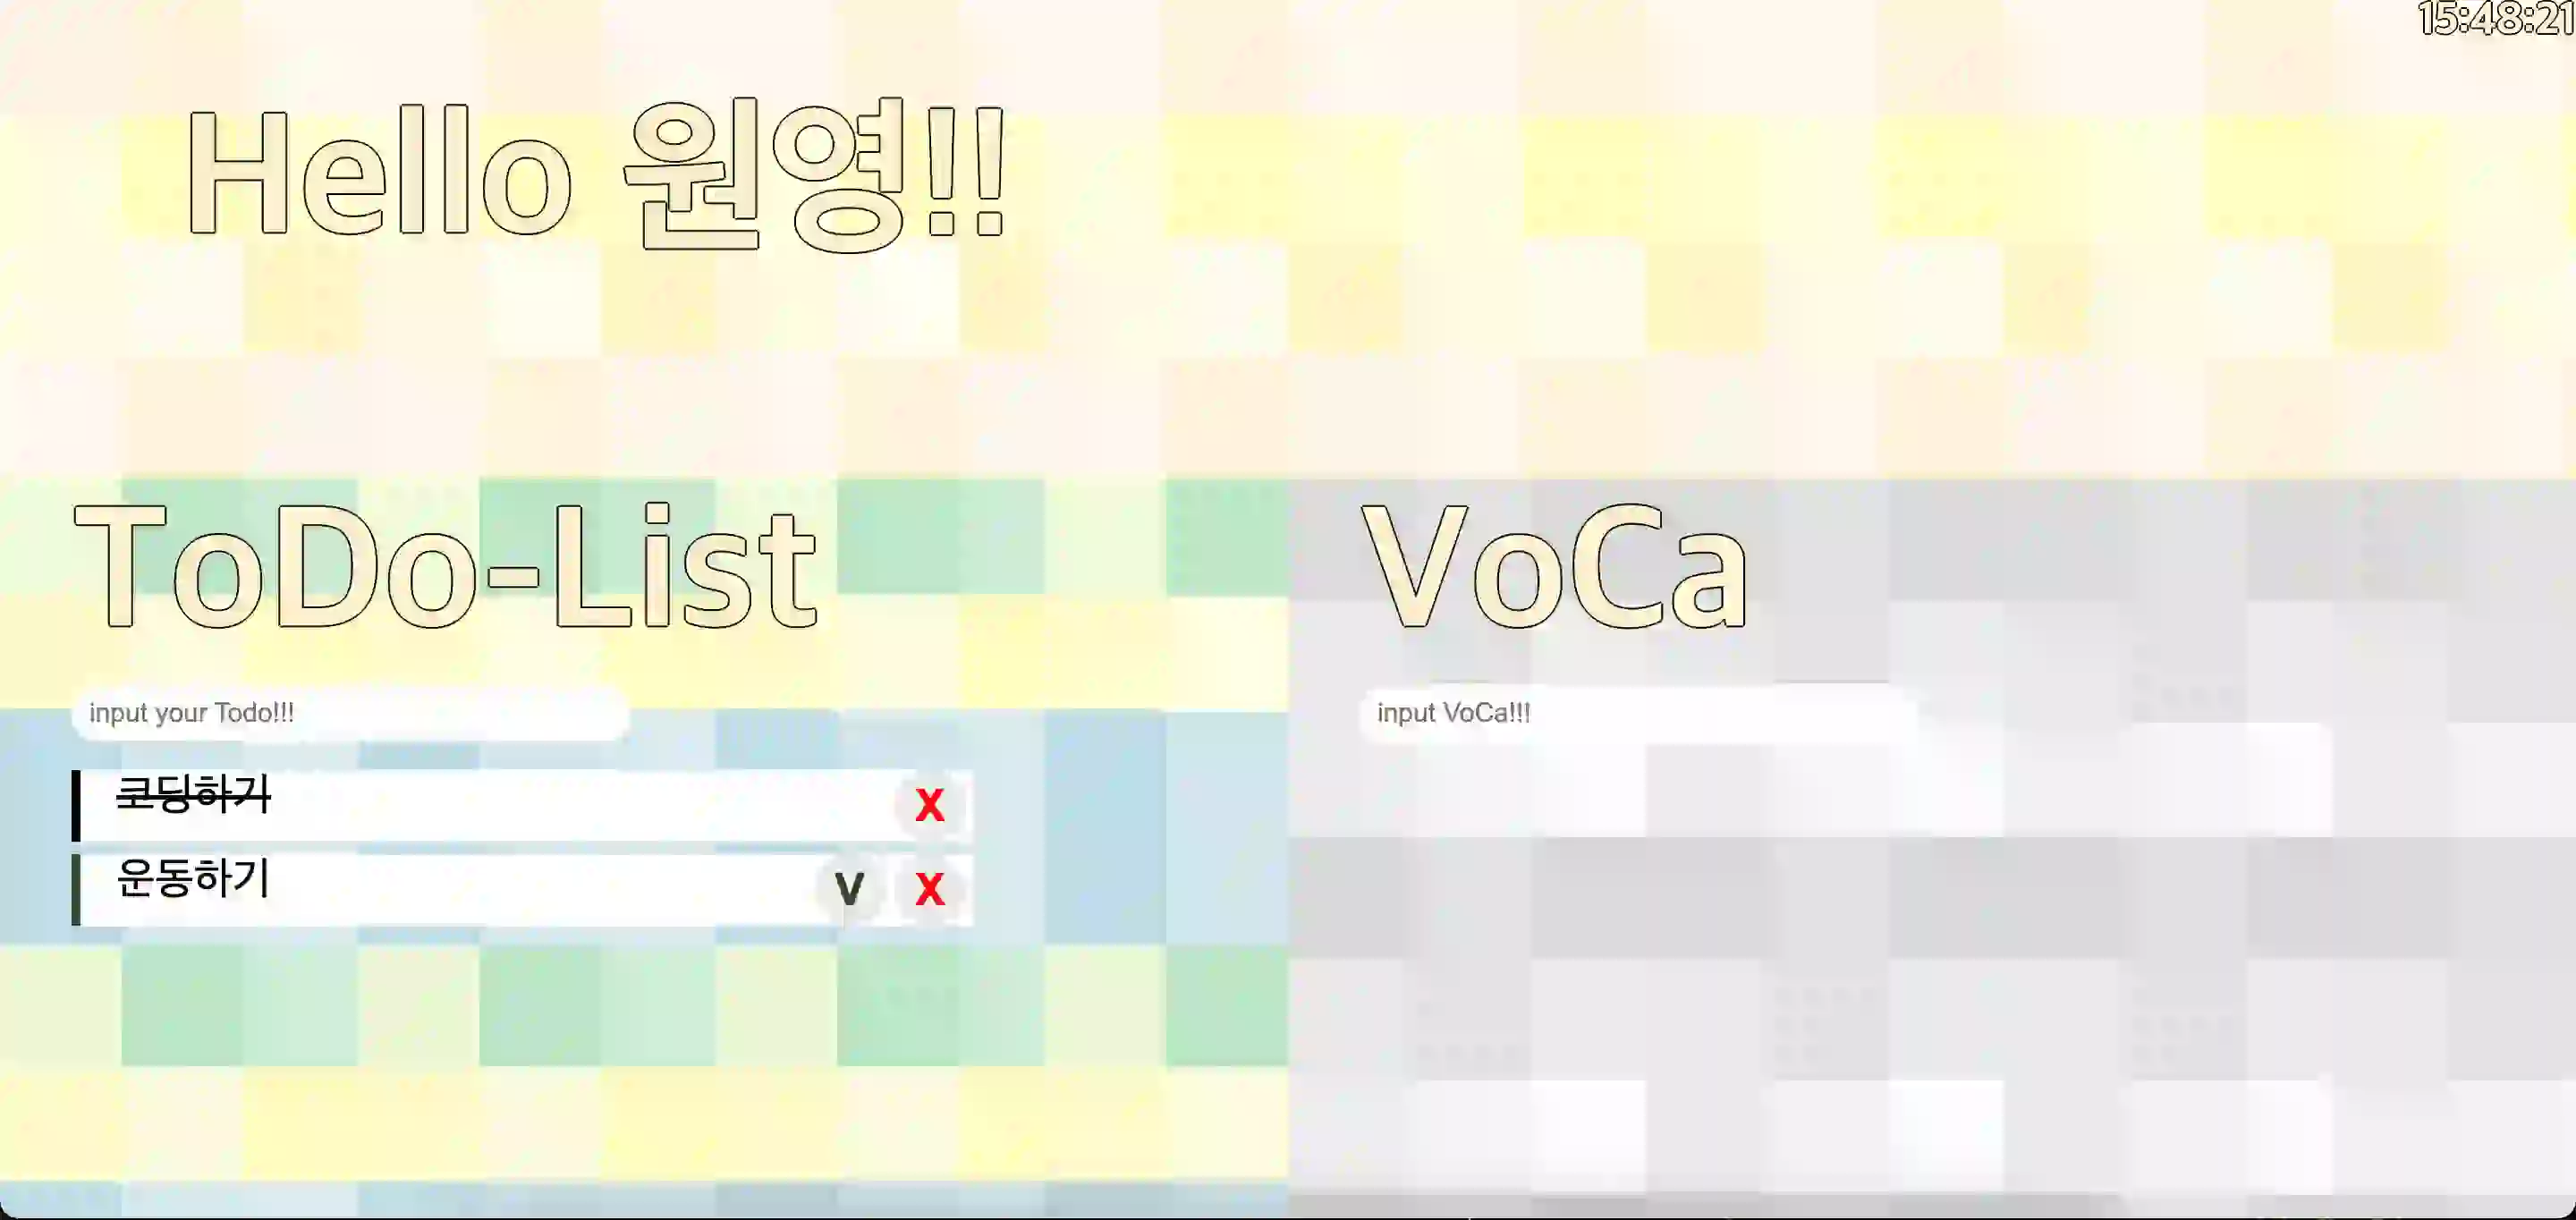 15:48:21
Hello 원영!!
ToDo-List
input your Todo!!!
코딩하기
X
운동하기
V
X
VoCa
input VoCa!!!